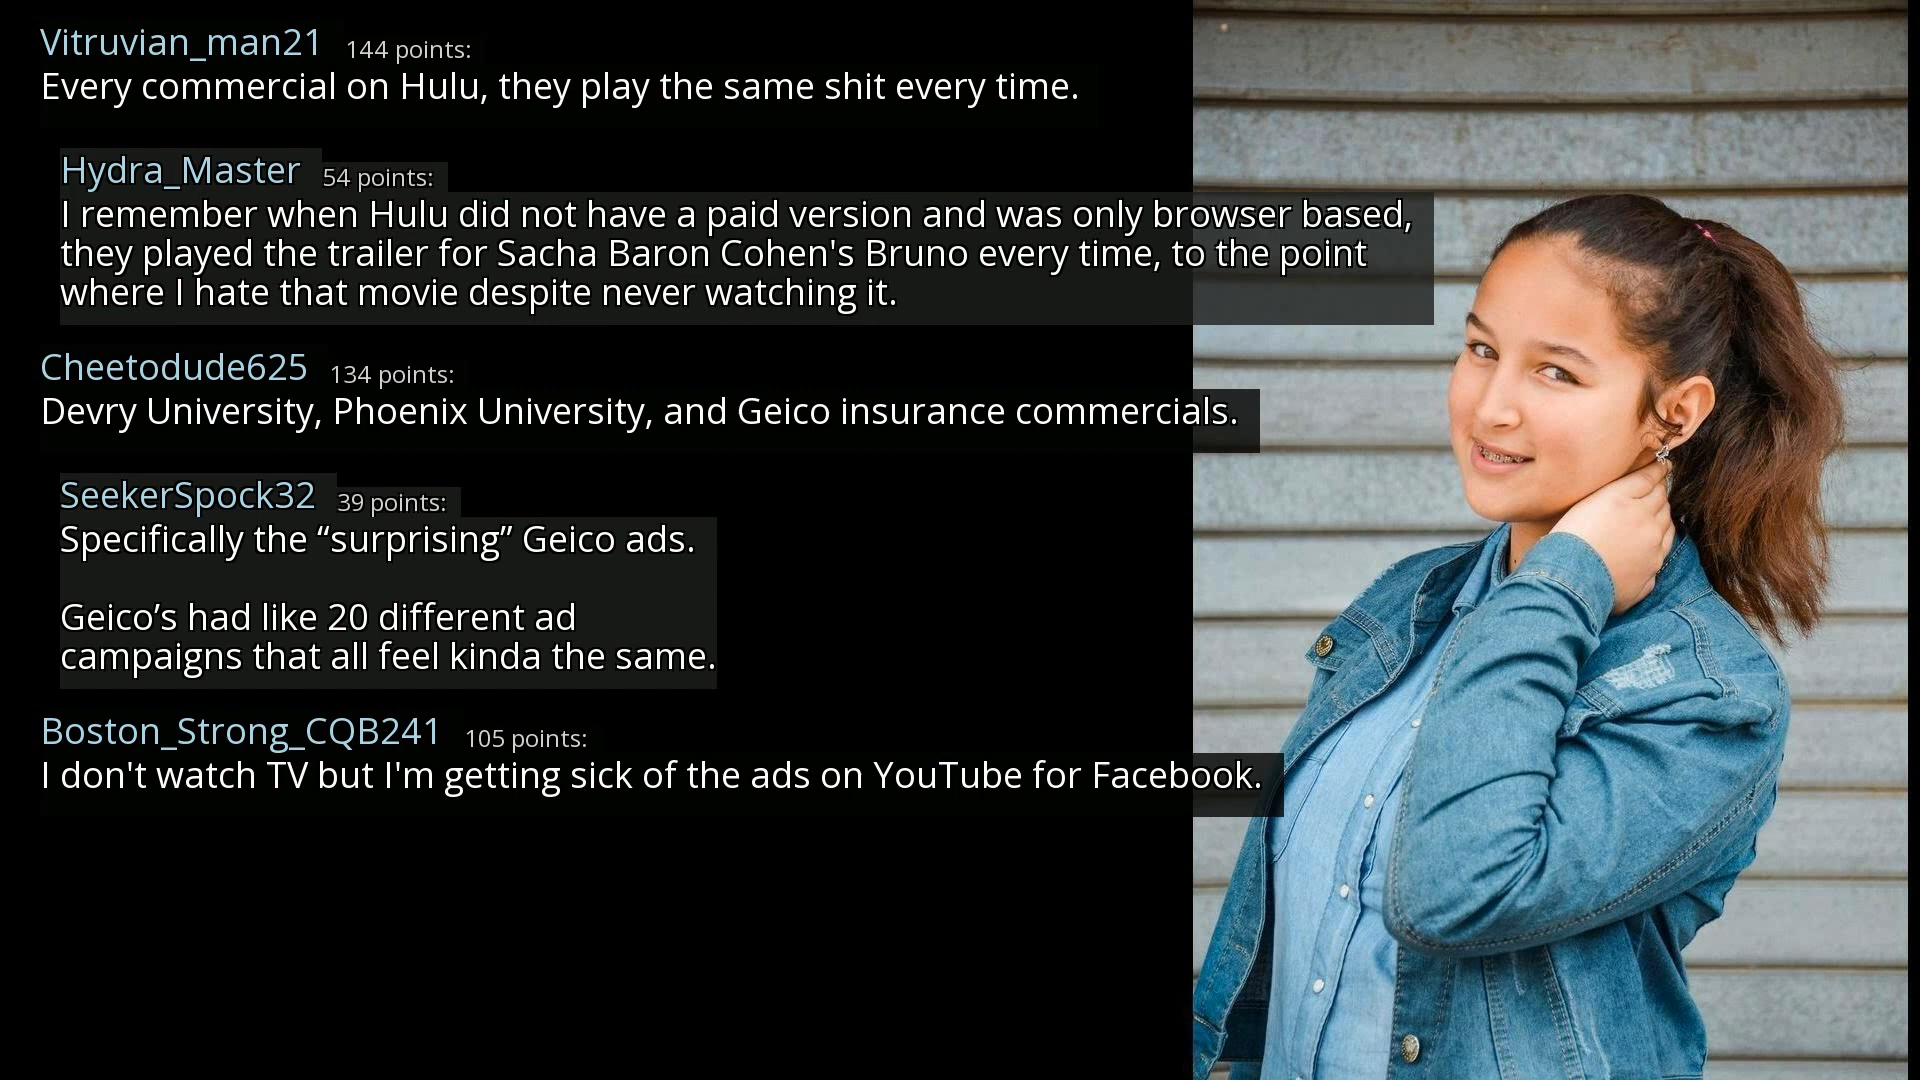 Vitruvian_man21 144 points:
Every commercial on Hulu, they play the same shit every time.
Hydra_Master 54 points:
I remember when Hulu did not have a paid version and was only browser based,
they played the trailer for Sacha Baron Cohen's Bruno every time, to the point
where I hate that movie despite never watching it.
Cheetodude625 134 points:
Devry University, Phoenix University, and Geico insurance commercials.
SeekerSpock32 39 points:
Specifically the “surprising” Geico ads.
Geico’s had like 20 different ad
campaigns that all feel kinda the same.
Boston_Strong_CQB241 105 points:
I don't watch TV but I'm getting sick of the ads on YouTube for Facebook.